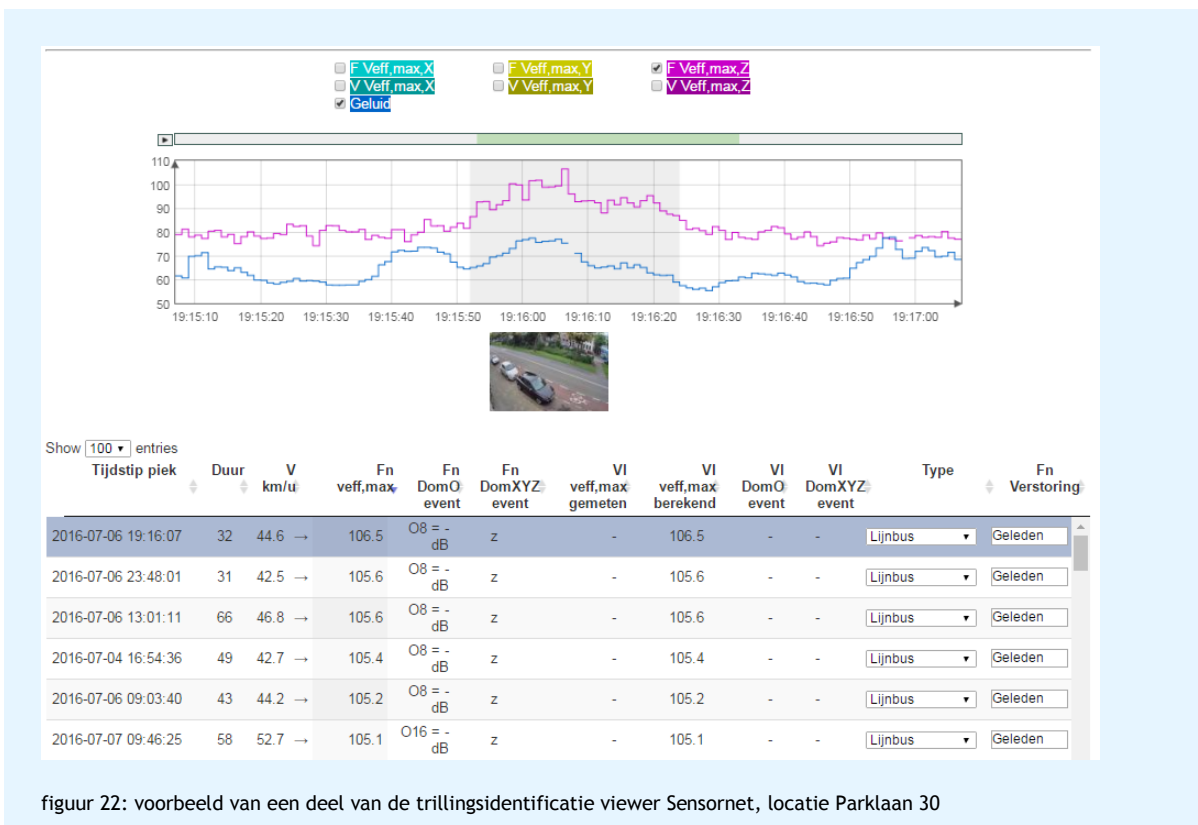 F Veff,max,X F Veff,max,Y F Veff,max,Z
V Veff,max,X V Veff,max,Y V Veff,max,Z
Geluid
110
100
90
80
70
60
50
19:15:10 19:15:20 19:15:30 19:15:40 19:15:50 19:16:00 19:16:10 19:16:20 19:16:30 19:16:40 19:16:50 19:17:00
Show 100 entries
Tijdstip piek Duur V Fn Fn Fn Vl Vl Vl Vl Type Fn
km/u veff,max DomO DomXYZ veff,max veff,max DomO DomXYZ Verstoring
event event gemeten berekend event event
2016-07-06 19:16:07 32 44.6 → 106.5 O8 = - dB z - 106.5 - - Lijnbus Geleden
2016-07-06 23:48:01 31 42.5 → 105.6 O8 = - dB z - 105.6 - - Lijnbus Geleden
2016-07-06 13:01:11 66 46.8 → 105.6 O8 = - dB z - 105.6 - - Lijnbus Geleden
2016-07-04 16:54:36 49 42.7 → 105.4 O8 = - dB z - 105.4 - - Lijnbus Geleden
2016-07-06 09:03:40 43 44.2 → 105.2 O8 = - dB z - 105.2 - - Lijnbus Geleden
2016-07-07 09:46:25 58 52.7 → 105.1 O16 = - dB z - 105.1 - - Lijnbus Geleden
figuur 22: voorbeeld van een deel van de trillingsidentificatie viewer Sensornet, locatie Parklaan 30